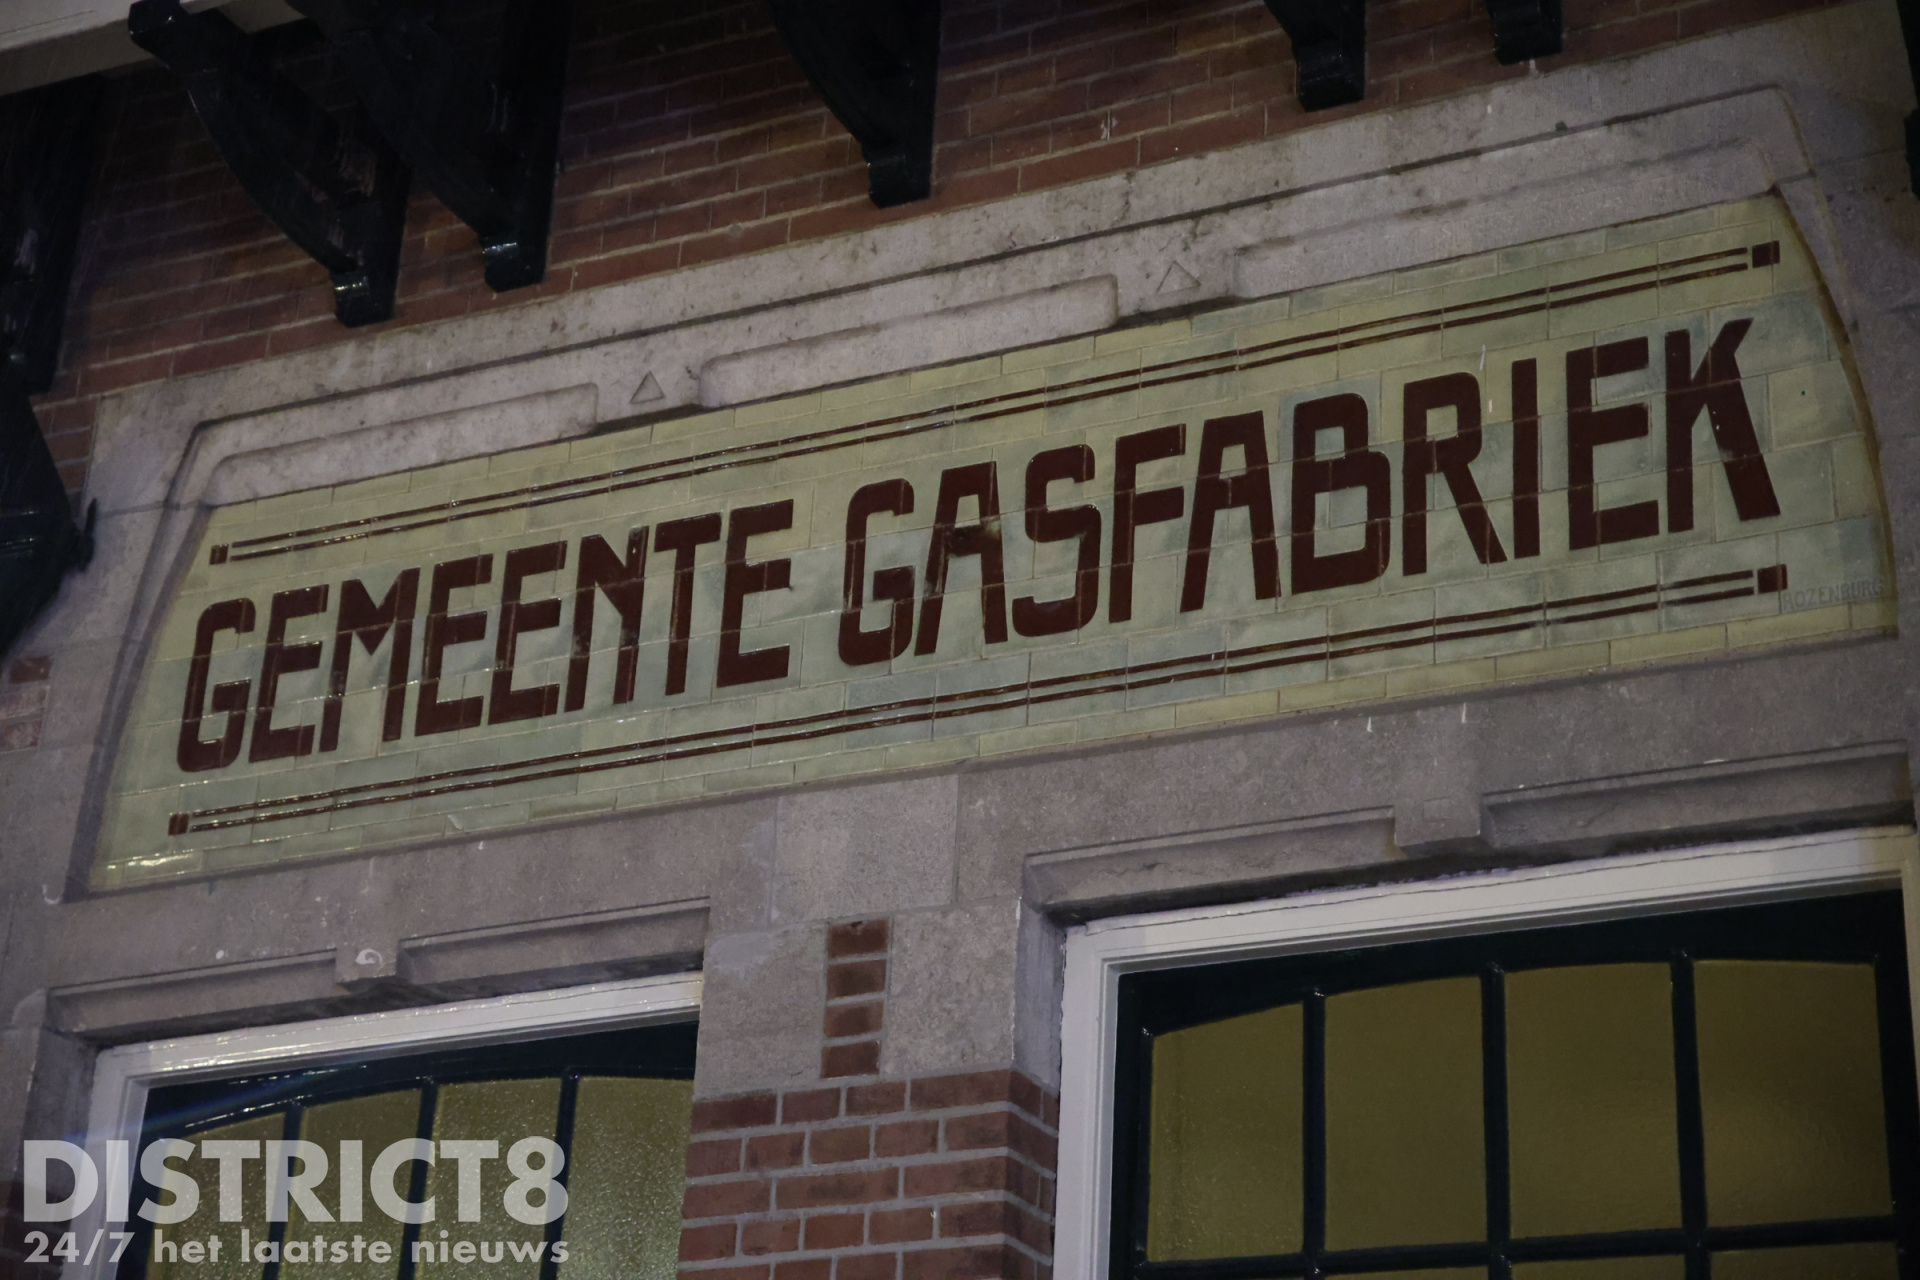 GEMEENTE GASFABRIEK
ROZENBURG
DISTRICT8
24/7 het laatste nieuws